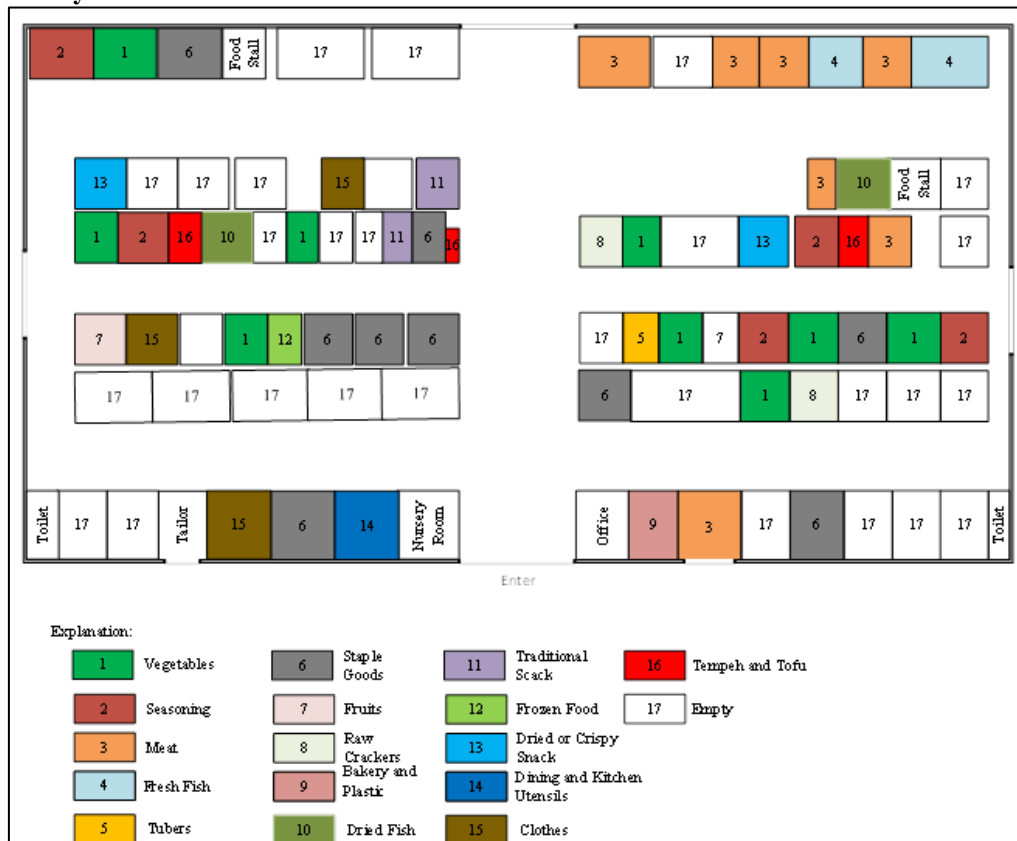 2 1 6 Food Stall 17 17
3 17 3 3 4 3 4
13 17 17 17 15 11
3 10 Food Stall 17
1 2 16 10 17 1 17 17 11 6 16
8 1 17 13 2 16 3 17
7 15 1 12 6 6 6
17 5 1 7 2 1 6 1 2
17 17 17 17 17
6 17 1 8 17 17 17
Toilet 17 17 Tailor 15 6 14 Nursery Room
Office 9 3 17 6 17 17 17 Toilet
Enter
Explanation:
1 Vegetables
2 Seasoning
3 Meat
4 Fresh Fish
5 Tubers
6 Staple Goods
7 Fruits
8 Raw Crackers
9 Bakery and Plastic
10 Dried Fish
11 Traditional Scack
12 Frozen Food
13 Dried or Crispy Snack
14 Dining and Kitchen Utensils
15 Clothes
16 Tempeh and Tofu
17 Empty